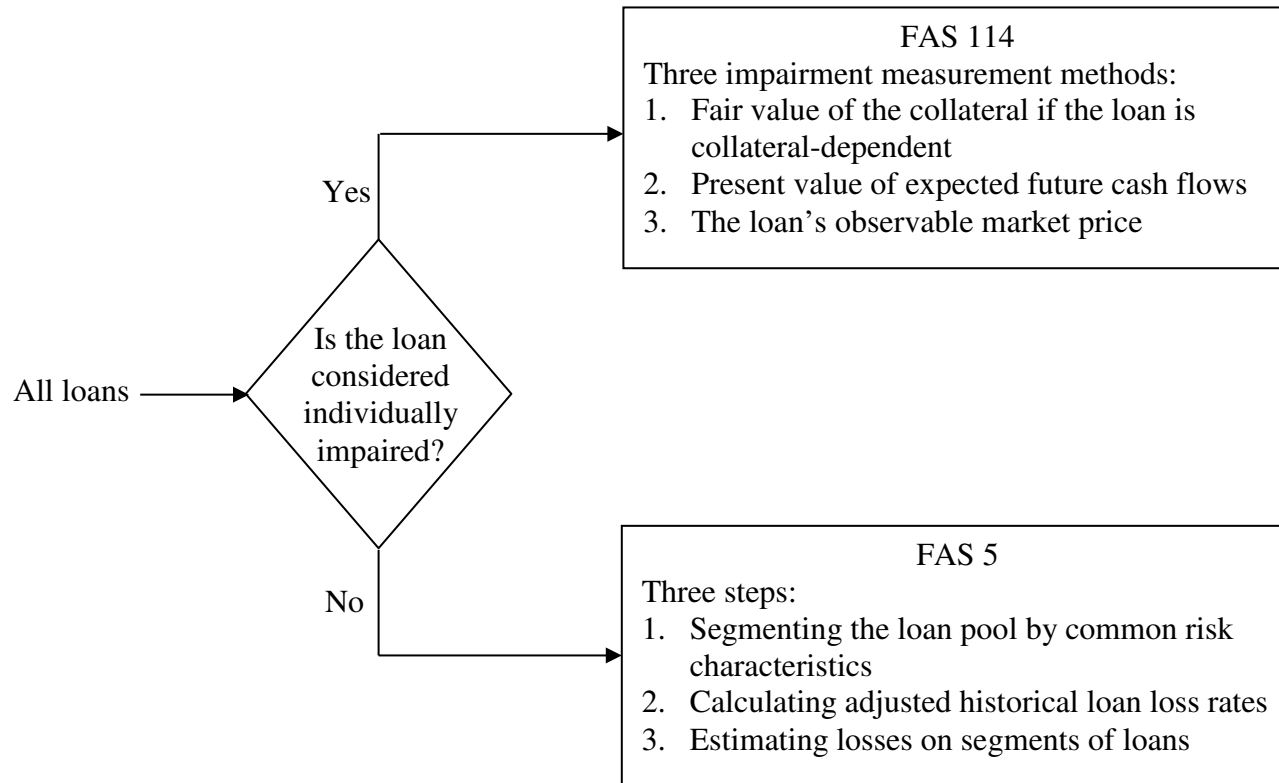 All loans
Is the loan
considered
individually
impaired?
Yes
FAS 114
Three impairment measurement methods:
1. Fair value of the collateral if the loan is
collateral-dependent
2. Present value of expected future cash flows
3. The loan’s observable market price
No
FAS 5
Three steps:
1. Segmenting the loan pool by common risk
characteristics
2. Calculating adjusted historical loan loss rates
3. Estimating losses on segments of loans